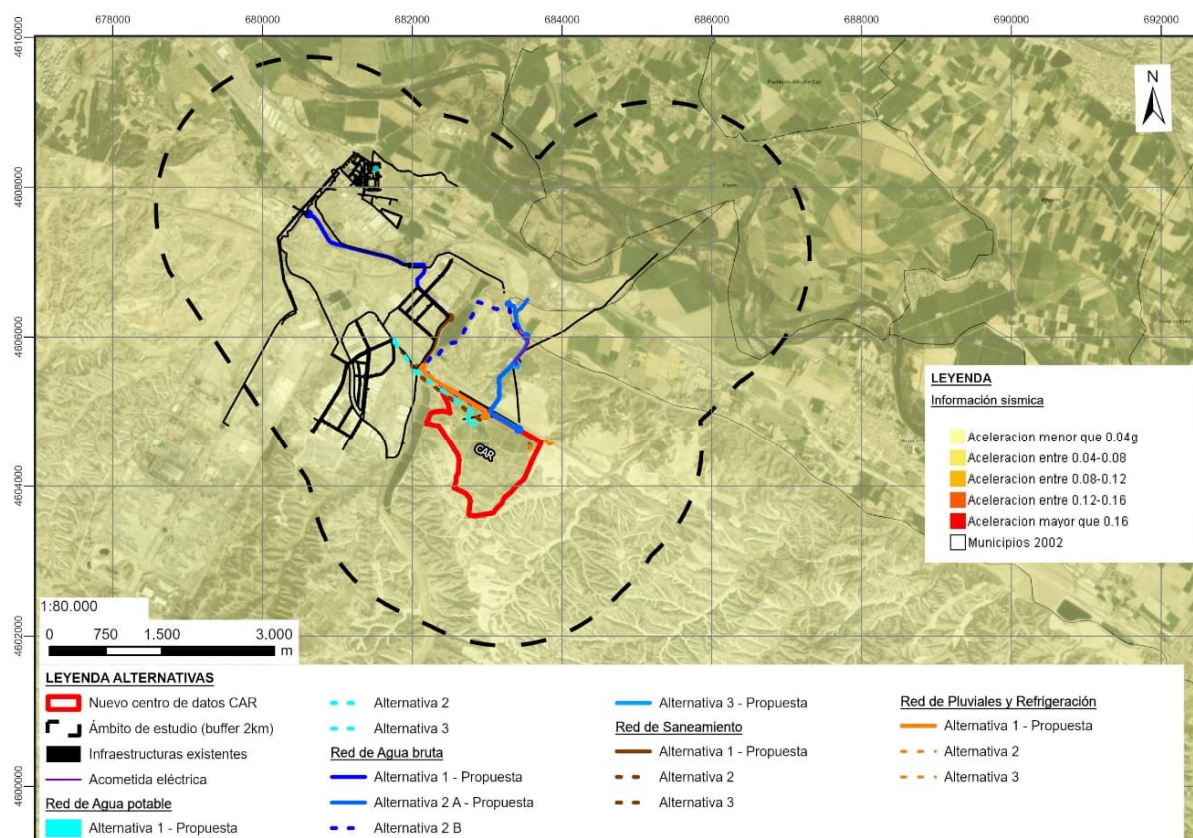 678000 680000 682000 684000 686000 688000 690000 692000
4610000
4608000
4606000
4604000
4602000
4600000
N
CAR
LEYENDA
Información sísmica
Aceleracion menor que 0.04g
Aceleracion entre 0.04-0.08
Aceleracion entre 0.08-0.12
Aceleracion entre 0.12-0.16
Aceleracion mayor que 0.16
Municipios 2002
1:80.000
0 750 1.500 3.000
m
LEYENDA ALTERNATIVAS
Nuevo centro de datos CAR
Ámbito de estudio (buffer 2km)
Infraestructuras existentes
Acometida eléctrica
Red de Agua potable
Alternativa 1 - Propuesta
Alternativa 2
Alternativa 3
Red de Agua bruta
Alternativa 1 - Propuesta
Alternativa 2 A - Propuesta
Alternativa 2 B
Alternativa 3 - Propuesta
Red de Saneamiento
Alternativa 1 - Propuesta
Alternativa 2
Alternativa 3
Red de Pluviales y Refrigeración
Alternativa 1 - Propuesta
Alternativa 2
Alternativa 3